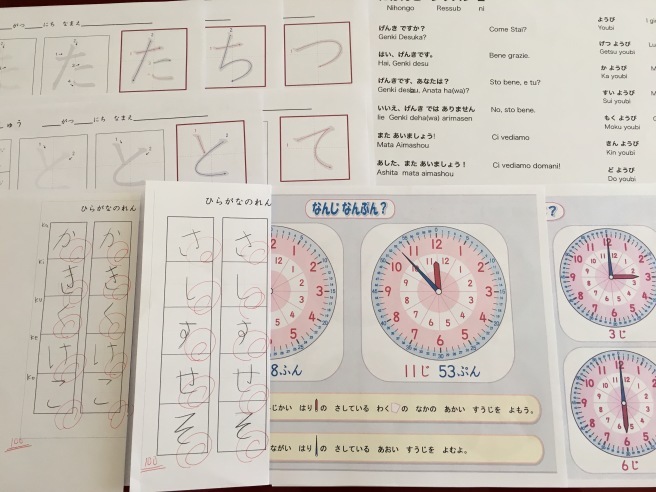 がつ にち なまえ
た
た
ち
つ
がつ にち なまえ
と
と
と
て
Nihongo Ressub ni
げんき ですか？ Come Stai?
Genki Desuka?
はい、げんきです。 Bene grazie.
Hai, Genki desu
げんきです、あなたは？ Sto bene, e tu?
Genki desu, Anata ha(wa)?
いいえ、げんき では ありません No, sto bene.
Iie Genki deha(wa) arimasen
また あいましょう! Ci vediamo
Mata Aimashou
あした、また あいましょう！ Ci vediamo domani!
Ashita mata aimashou
ようび
Youbi
げつ ようび
Getsu youbi
か ようび
Ka youbi
すい ようび
Sui youbi
もく ようび
Moku youbi
きん ようび
Kin youbi
ど ようび
Do youbi
ひらがなのれん
か か
き き
く く
け け
こ こ
100
ひらがなのれん
さ さ
し し
す す
せ せ
そ そ
100
なんじ なんぷん？
8ぷん
11じ 53ぷん
じかい はりの さしている わくの なかの あかい すうじを よもう。
ながい はりの さしている あおい すうじを よむよ。
?
3じ
6じ